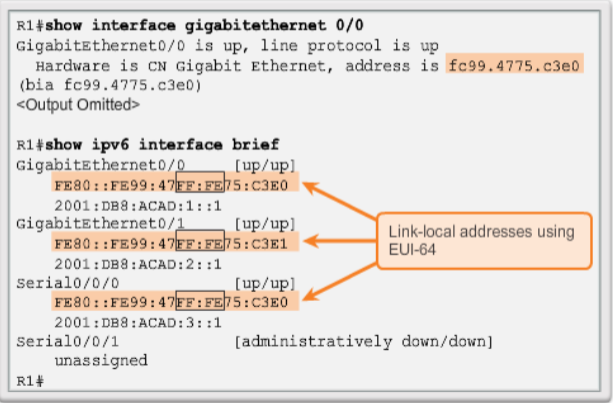 R1#show interface gigabitethernet 0/0
GigabitEthernet0/0 is up, line protocol is up
Hardware is CN Gigabit Ethernet, address is fc99.4775.c3e0
(bia fc99.4775.c3e0)
<Output Omitted>
R1#show ipv6 interface brief
GigabitEthernet0/0 [up/up]
FE80::FE99:47FF:FE75:C3E0
2001:DB8:ACAD:1::1
GigabitEthernet0/1 [up/up]
FE80::FE99:47FF:FE75:C3E1
2001:DB8:ACAD:2::1
Serial0/0/0 [up/up]
FE80::FE99:47FF:FE75:C3E0
2001:DB8:ACAD:3::1
Serial0/0/1 [administratively down/down]
unassigned
R1#
Link-local addresses using
EUI-64